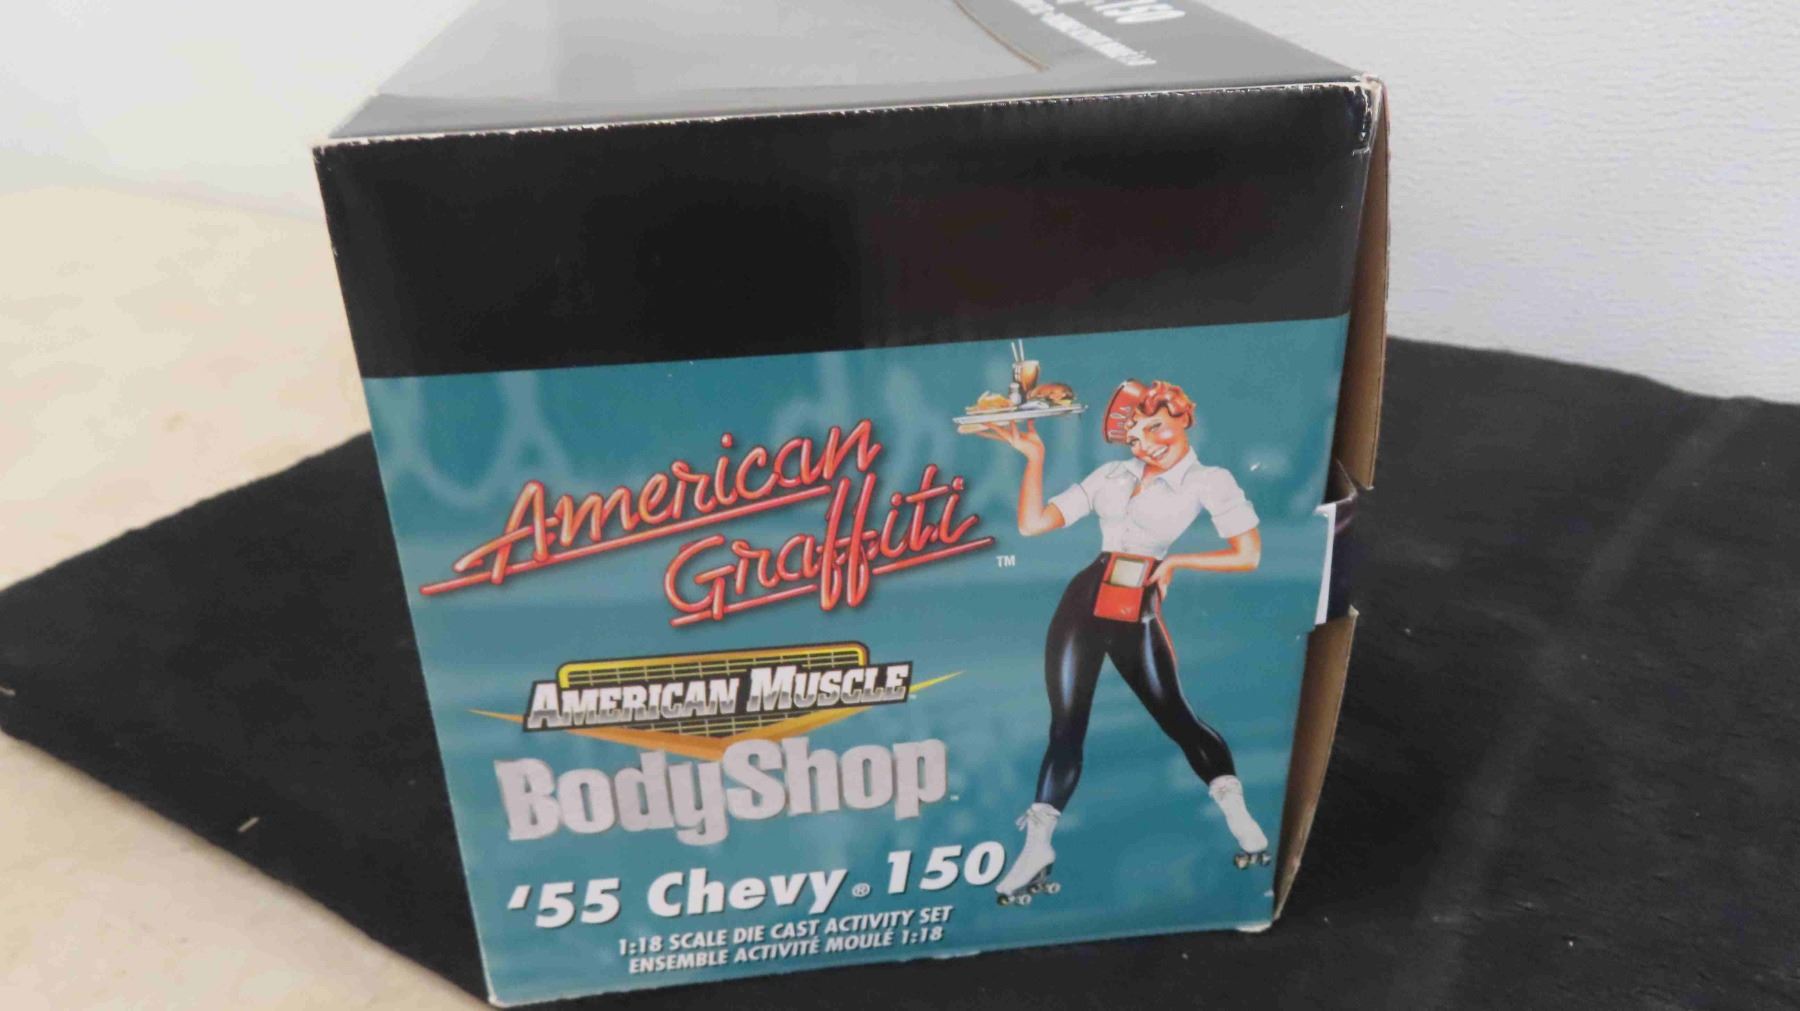 American
Graffiti ™
AMERICAN MUSCLE
BodyShop
'55 Chevy® 150
1:18 SCALE DIE CAST ACTIVITY SET
ENSEMBLE ACTIVITÉ MOULÉ 1:18